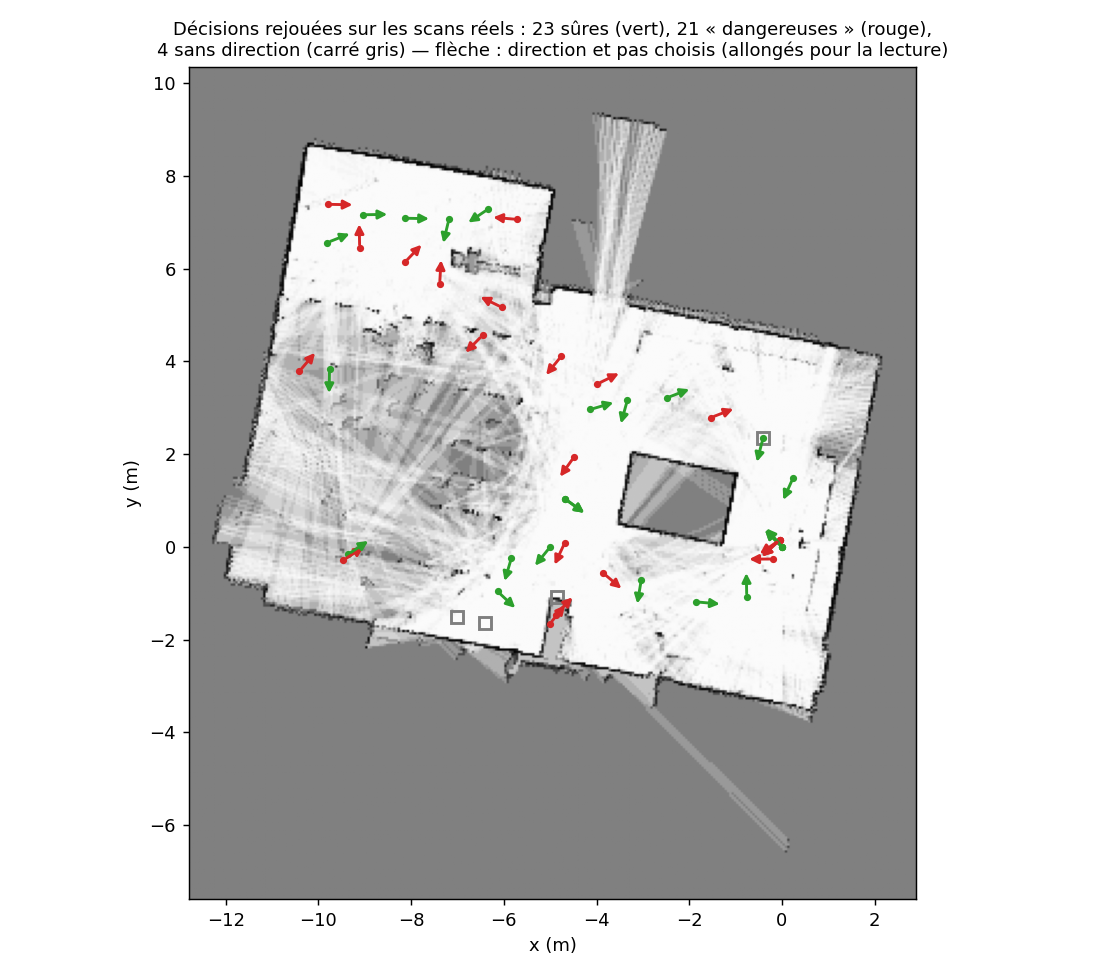 Décisions rejouées sur les scans réels : 23 sûres (vert), 21 « dangereuses » (rouge),
4 sans direction (carré gris) — flèche : direction et pas choisis (allongés pour la lecture)
10
8
6
4
2
0
−2
−4
−6
y (m)
−12 −10 −8 −6 −4 −2 0 2
x (m)